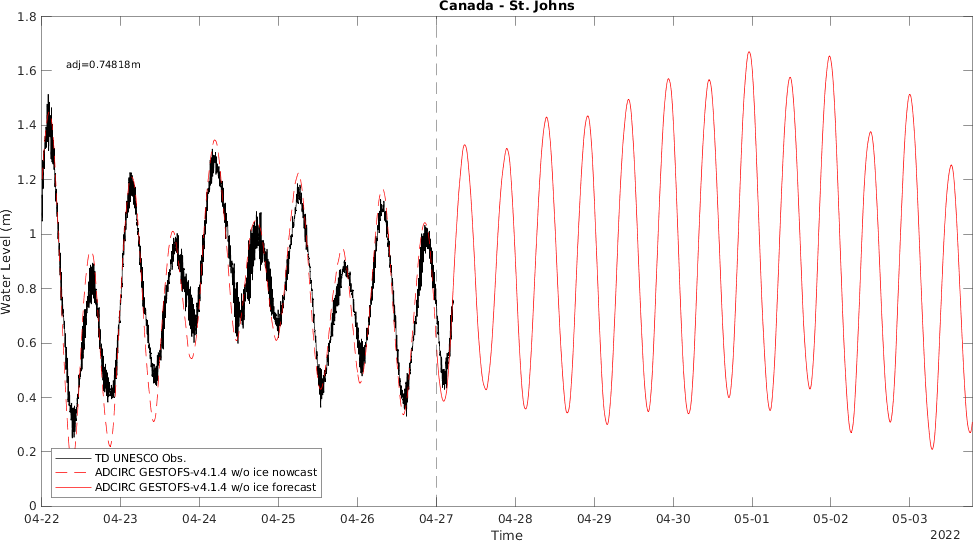 Canada - St. Johns
adj=0.74818m
Water Level (m)
1.8
1.6
1.4
1.2
1
0.8
0.6
0.4
0.2
0
TD UNESCO Obs.
ADCIRC GESTOFS-v4.1.4 w/o ice nowcast
ADCIRC GESTOFS-v4.1.4 w/o ice forecast
04-22 04-23 04-24 04-25 04-26 04-27 04-28 04-29 04-30 05-01 05-02 05-03
Time
2022